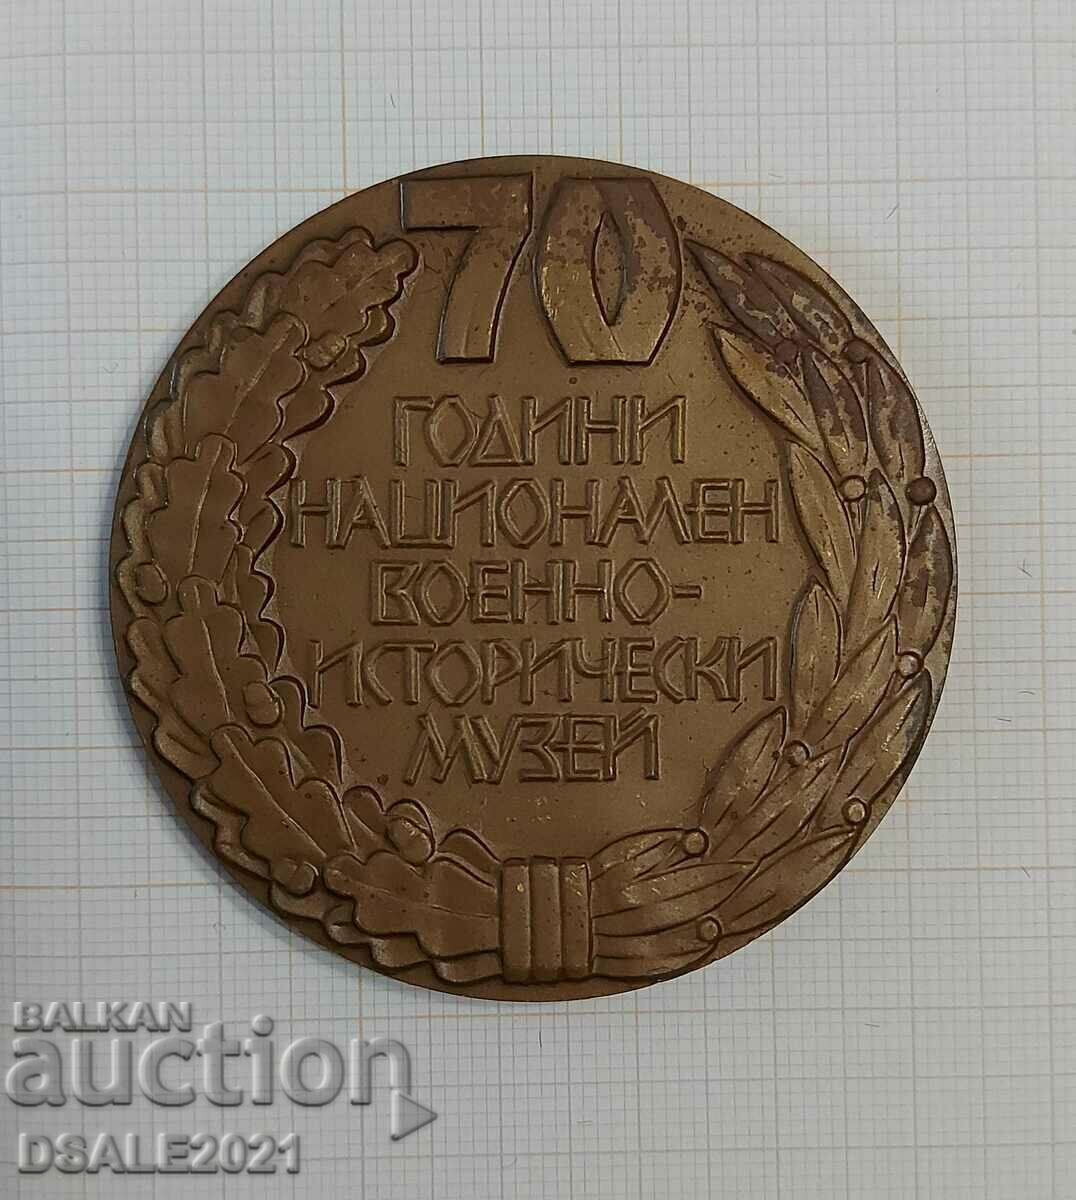 70
ГОДИНИ
НАЦИОНАЛЕН
ВОЕННО-
ИСТОРИЧЕСКИ
МУЗЕЙ
BALKAN
auction
DSALE2021